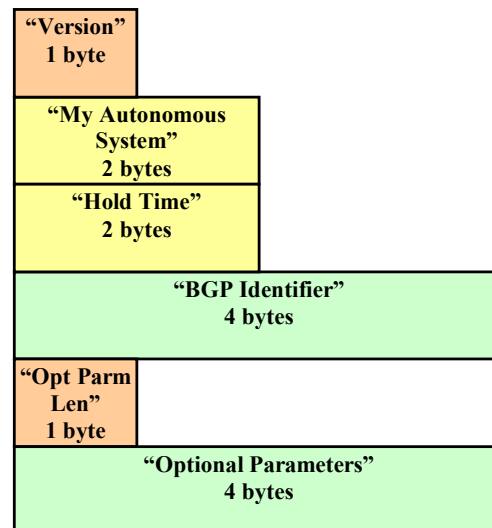 “Version”
1 byte
“My Autonomous
System”
2 bytes
“Hold Time”
2 bytes
“BGP Identifier”
4 bytes
“Opt Parm
Len”
1 byte
“Optional Parameters”
4 bytes